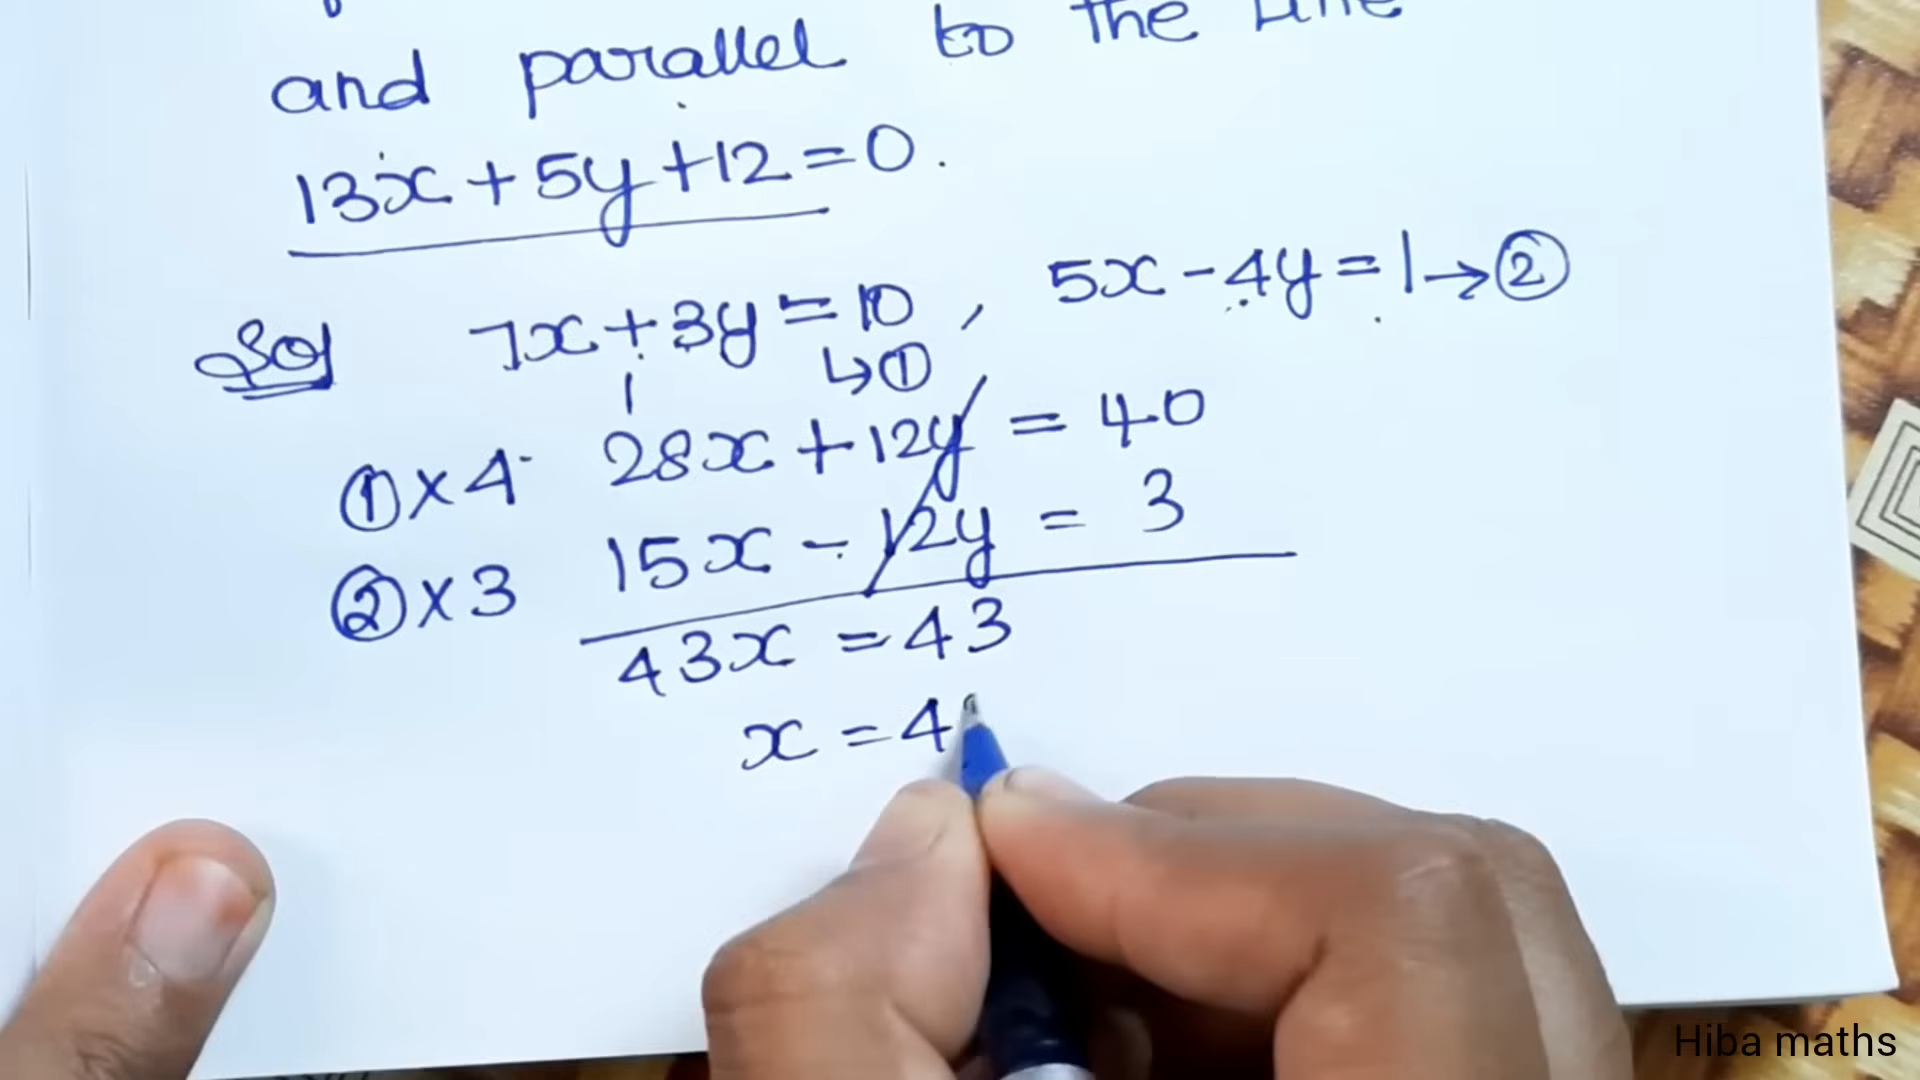 and parallel to the Line
13x + 5y + 12 = 0.
Sol 7x + 3y = 10 , 5x - 4y = 1 → ②
↳ ①
① × 4 28x + 12y = 40
② × 3 15x - 12y = 3
43x = 43
x = 4
Hiba maths